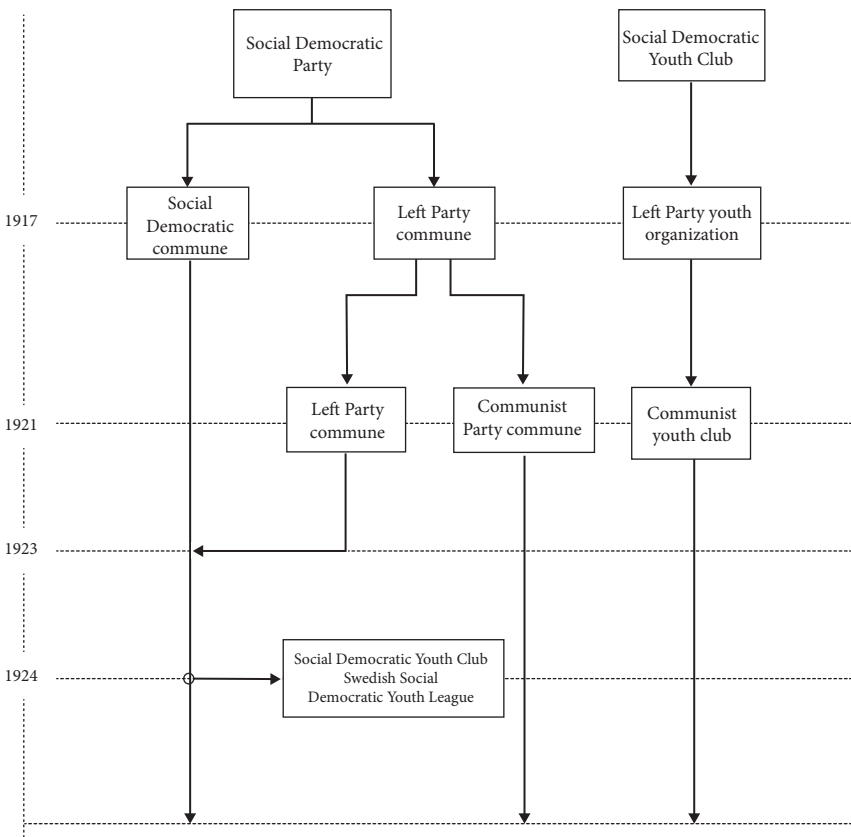 Social Democratic
Party
Social Democratic
Youth Club
1917
Social
Democratic
commune
Left Party
commune
Left Party youth
organization
1921
Left Party
commune
Communist
Party commune
Communist
youth club
1923
1924
Social Democratic Youth Club
Swedish Social
Democratic Youth League